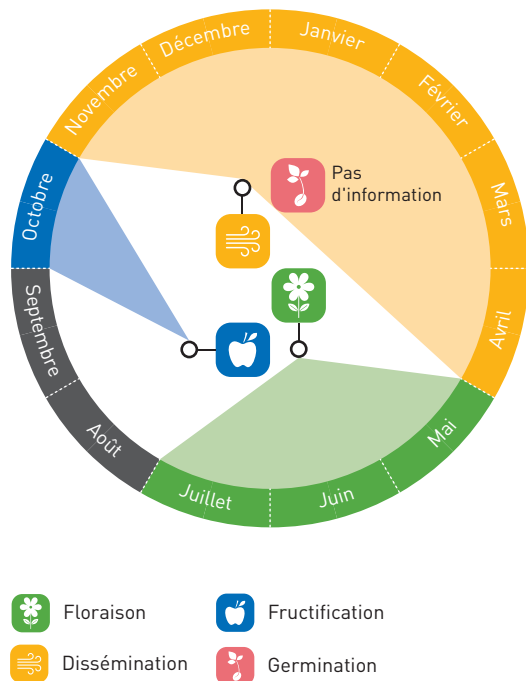 Janvier
Février
Mars
Avril
Mai
Juin
Juillet
Août
Septembre
Octobre
Novembre
Décembre
Pas
d'information
Floraison
Fructification
Dissémination
Germination